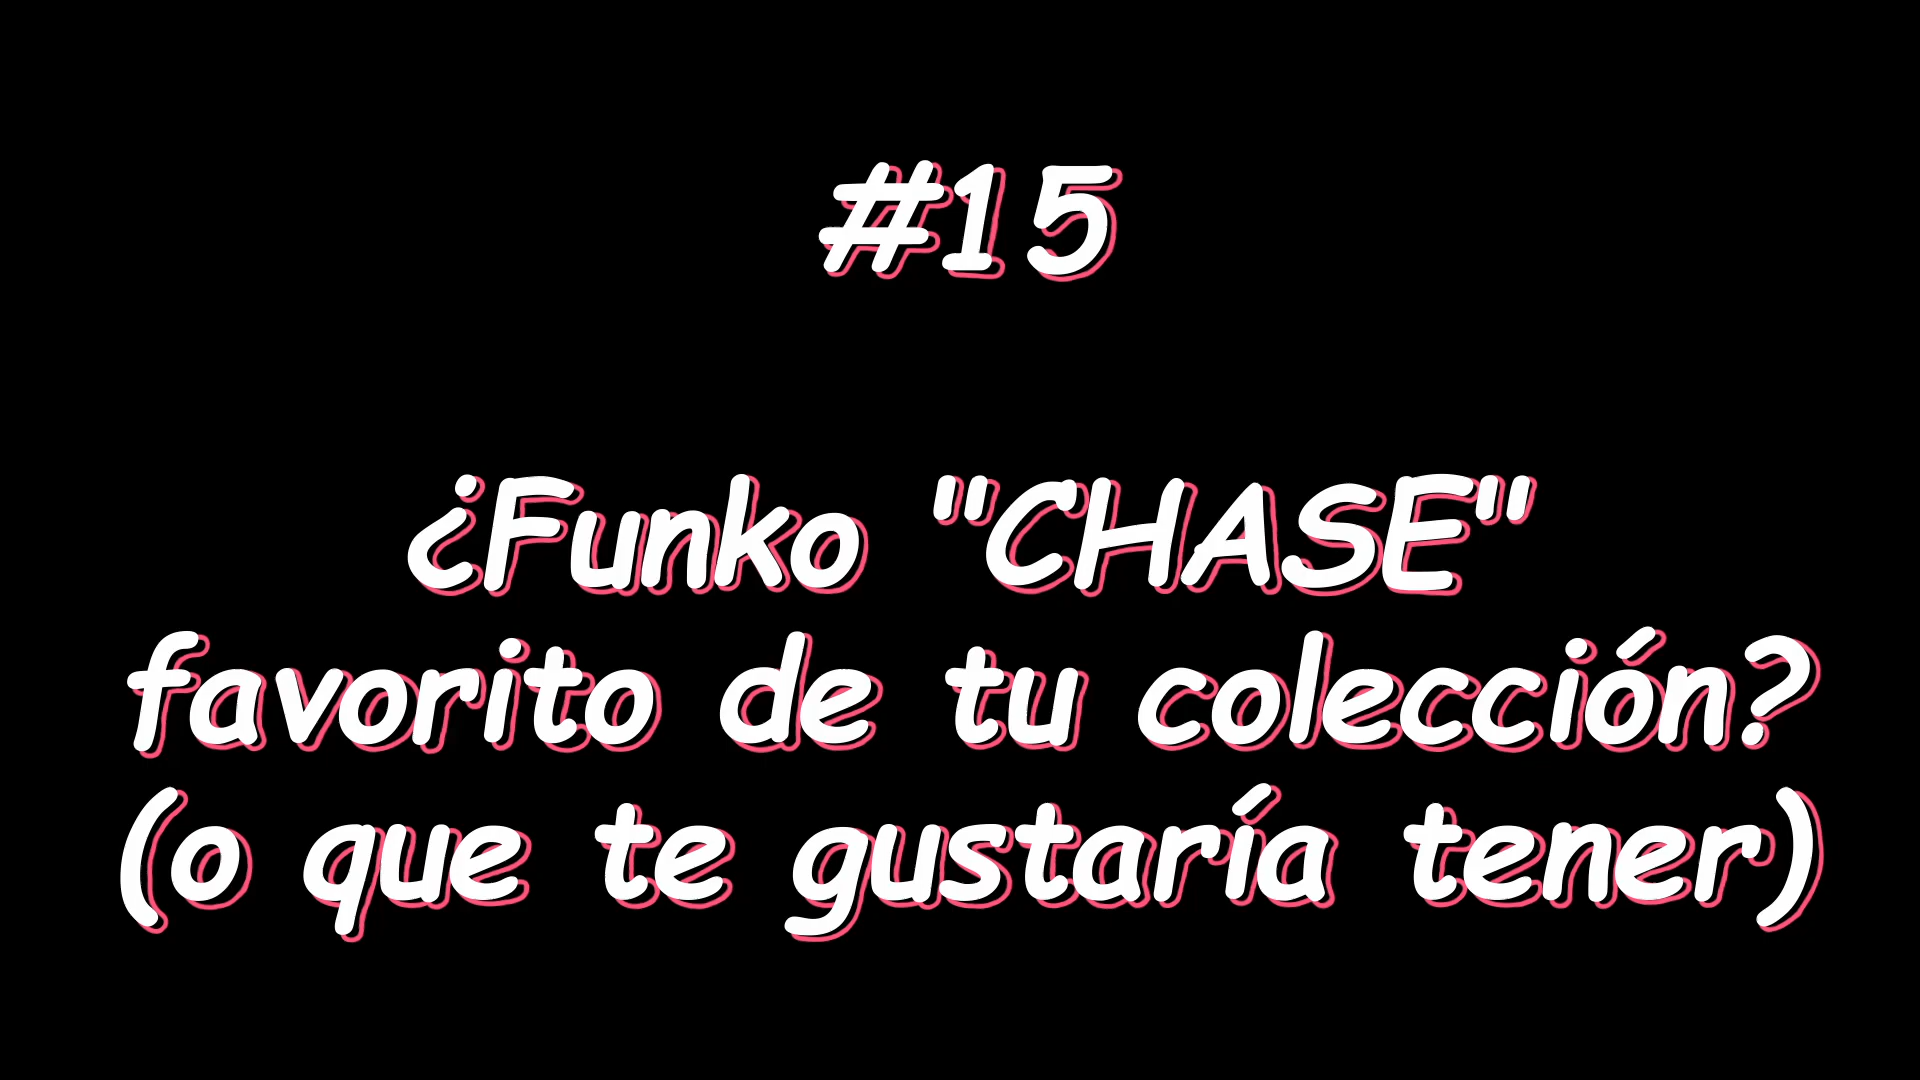 #15
¿Funko "CHASE"
favorito de tu colección?
(o que te gustaría tener)